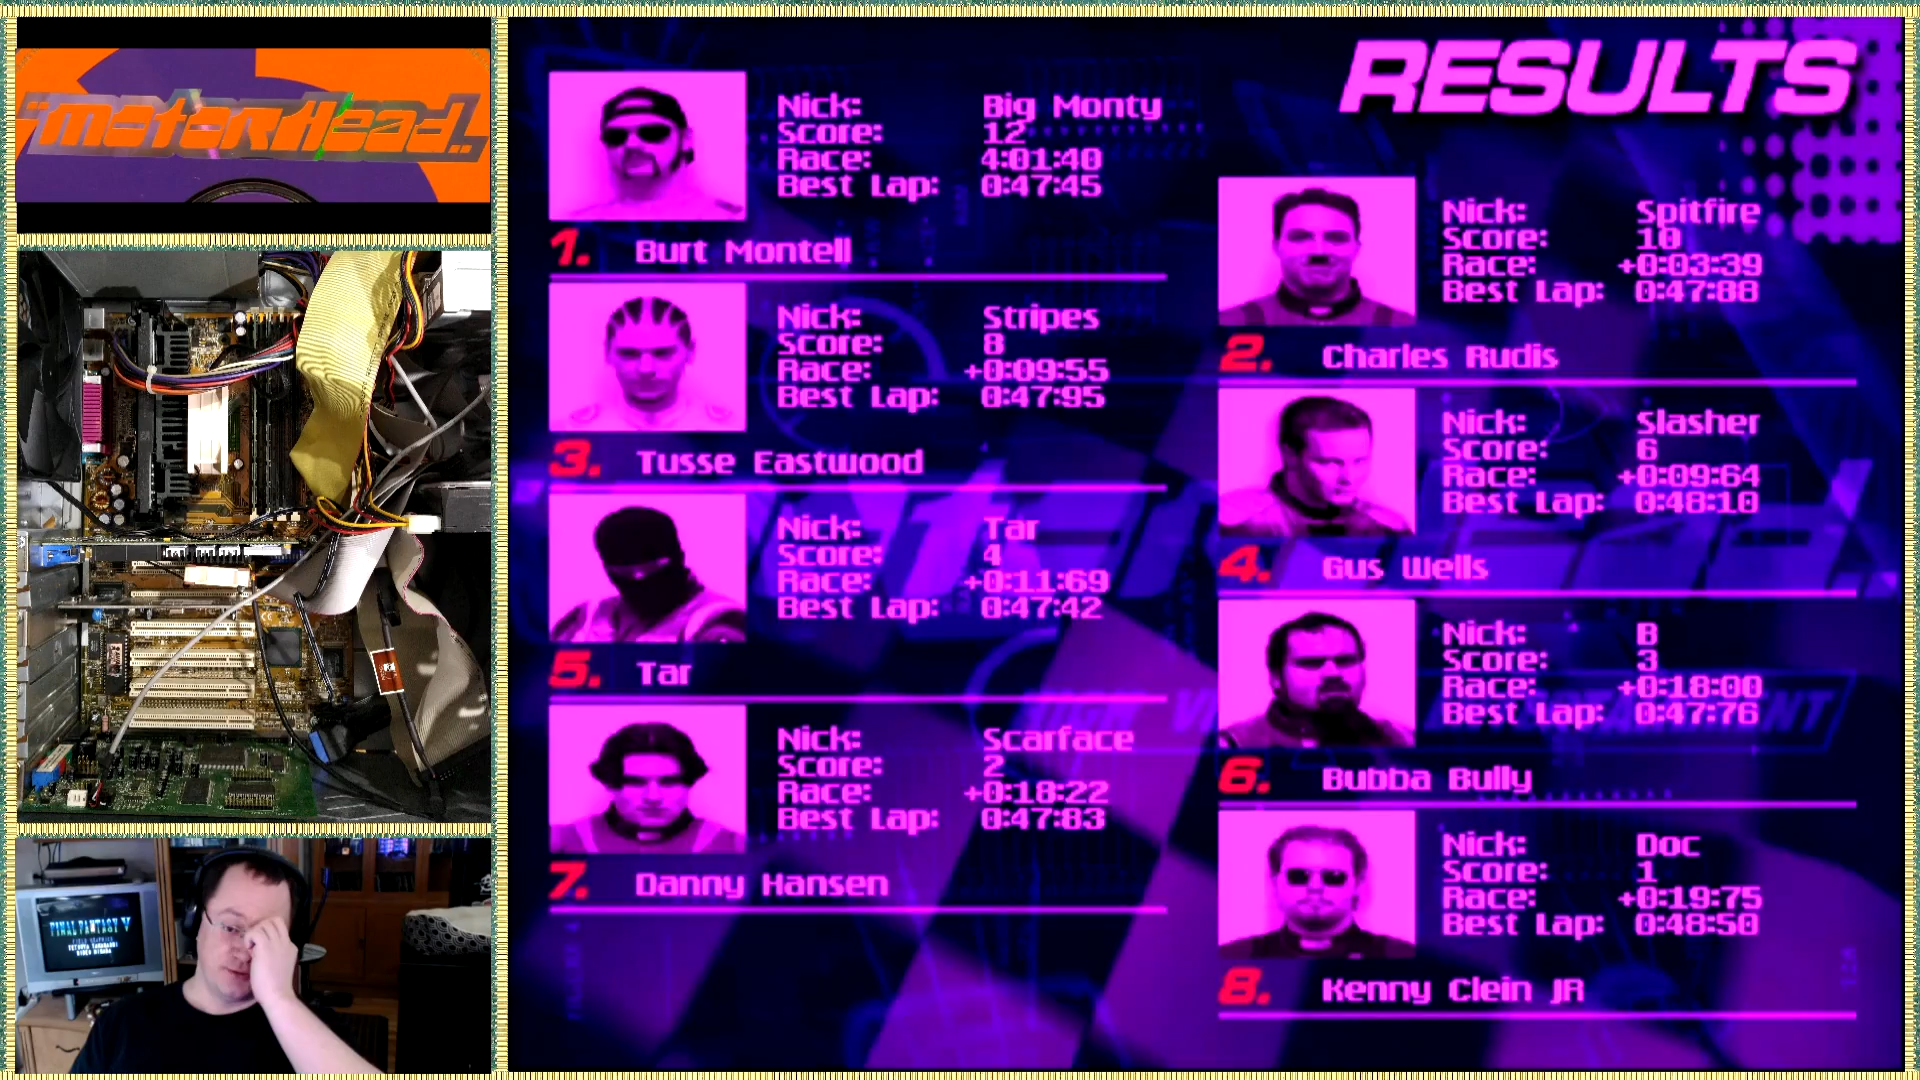 motorhead.
RESULTS
Nick: Big Monty
Score: 12
Race: 4:01:40
Best Lap: 0:47:45
1. Burt Montell
Nick: Spitfire
Score: 10
Race: +0:03:39
Best Lap: 0:47:88
2. Charles Rudis
Nick: Stripes
Score: 8
Race: +0:09:55
Best Lap: 0:47:95
3. Tusse Eastwood
Nick: Slasher
Score: 6
Race: +0:09:64
Best Lap: 0:48:10
4. Gus Wells
Nick: Tar
Score: 4
Race: +0:11:69
Best Lap: 0:47:42
5. Tar
Nick: B
Score: 3
Race: +0:18:00
Best Lap: 0:47:76
6. Bubba Bully
Nick: Scarface
Score: 2
Race: +0:18:22
Best Lap: 0:47:83
7. Danny Hansen
Nick: Doc
Score: 1
Race: +0:19:75
Best Lap: 0:48:50
8. Kenny Clein JR
FINAL FANTASY V